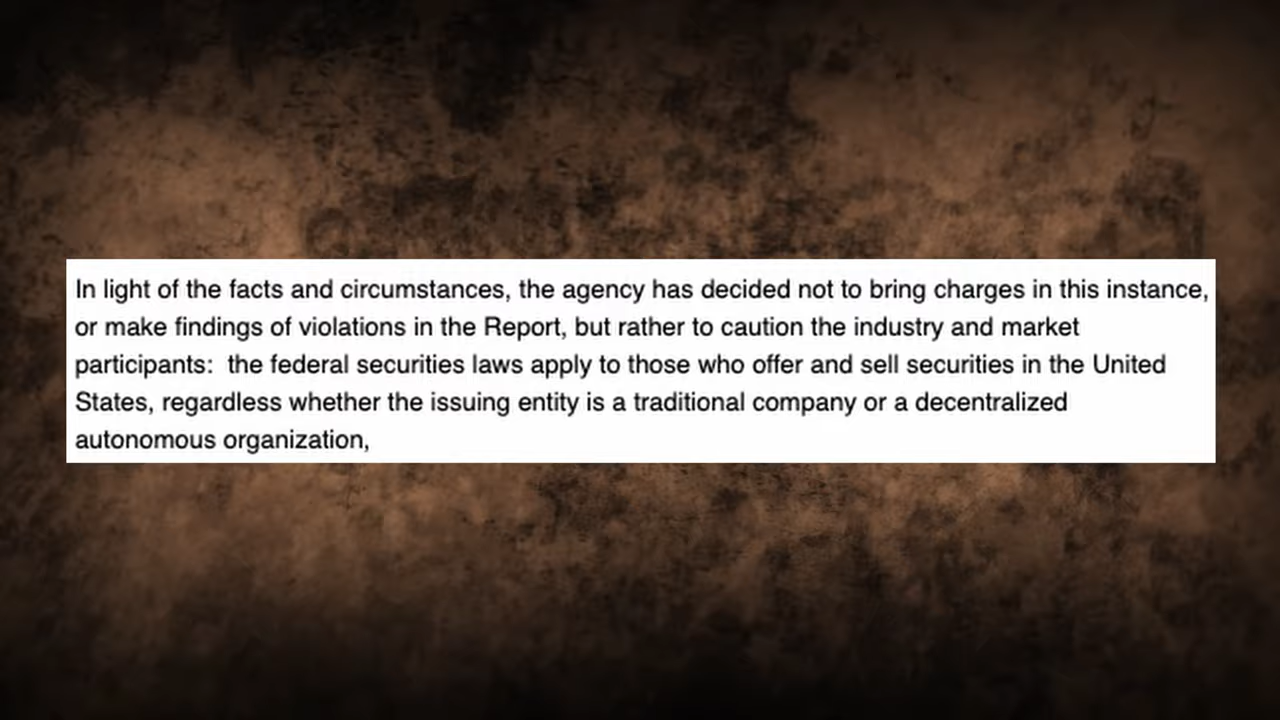 In light of the facts and circumstances, the agency has decided not to bring charges in this instance,
or make findings of violations in the Report, but rather to caution the industry and market
participants:  the federal securities laws apply to those who offer and sell securities in the United
States, regardless whether the issuing entity is a traditional company or a decentralized
autonomous organization,